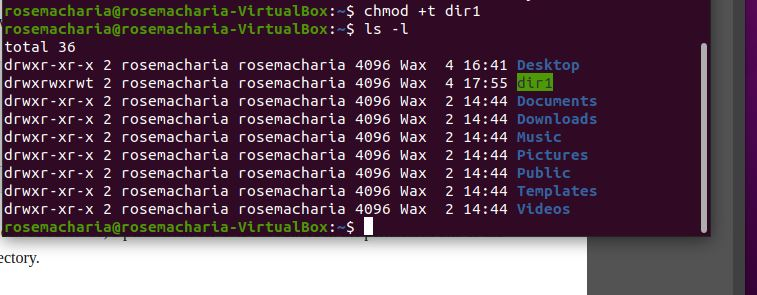 rosemacharia@rosemacharia-VirtualBox:~$ chmod +t dir1
rosemacharia@rosemacharia-VirtualBox:~$ ls -l
total 36
drwxr-xr-x 2 rosemacharia rosemacharia 4096 Wax  4 16:41 Desktop
drwxrwxrwt 2 rosemacharia rosemacharia 4096 Wax  4 17:55 dir1
drwxr-xr-x 2 rosemacharia rosemacharia 4096 Wax  2 14:44 Documents
drwxr-xr-x 2 rosemacharia rosemacharia 4096 Wax  2 14:44 Downloads
drwxr-xr-x 2 rosemacharia rosemacharia 4096 Wax  2 14:44 Music
drwxr-xr-x 2 rosemacharia rosemacharia 4096 Wax  2 14:44 Pictures
drwxr-xr-x 2 rosemacharia rosemacharia 4096 Wax  2 14:44 Public
drwxr-xr-x 2 rosemacharia rosemacharia 4096 Wax  2 14:44 Templates
drwxr-xr-x 2 rosemacharia rosemacharia 4096 Wax  2 14:44 Videos
rosemacharia@rosemacharia-VirtualBox:~$
ectory.